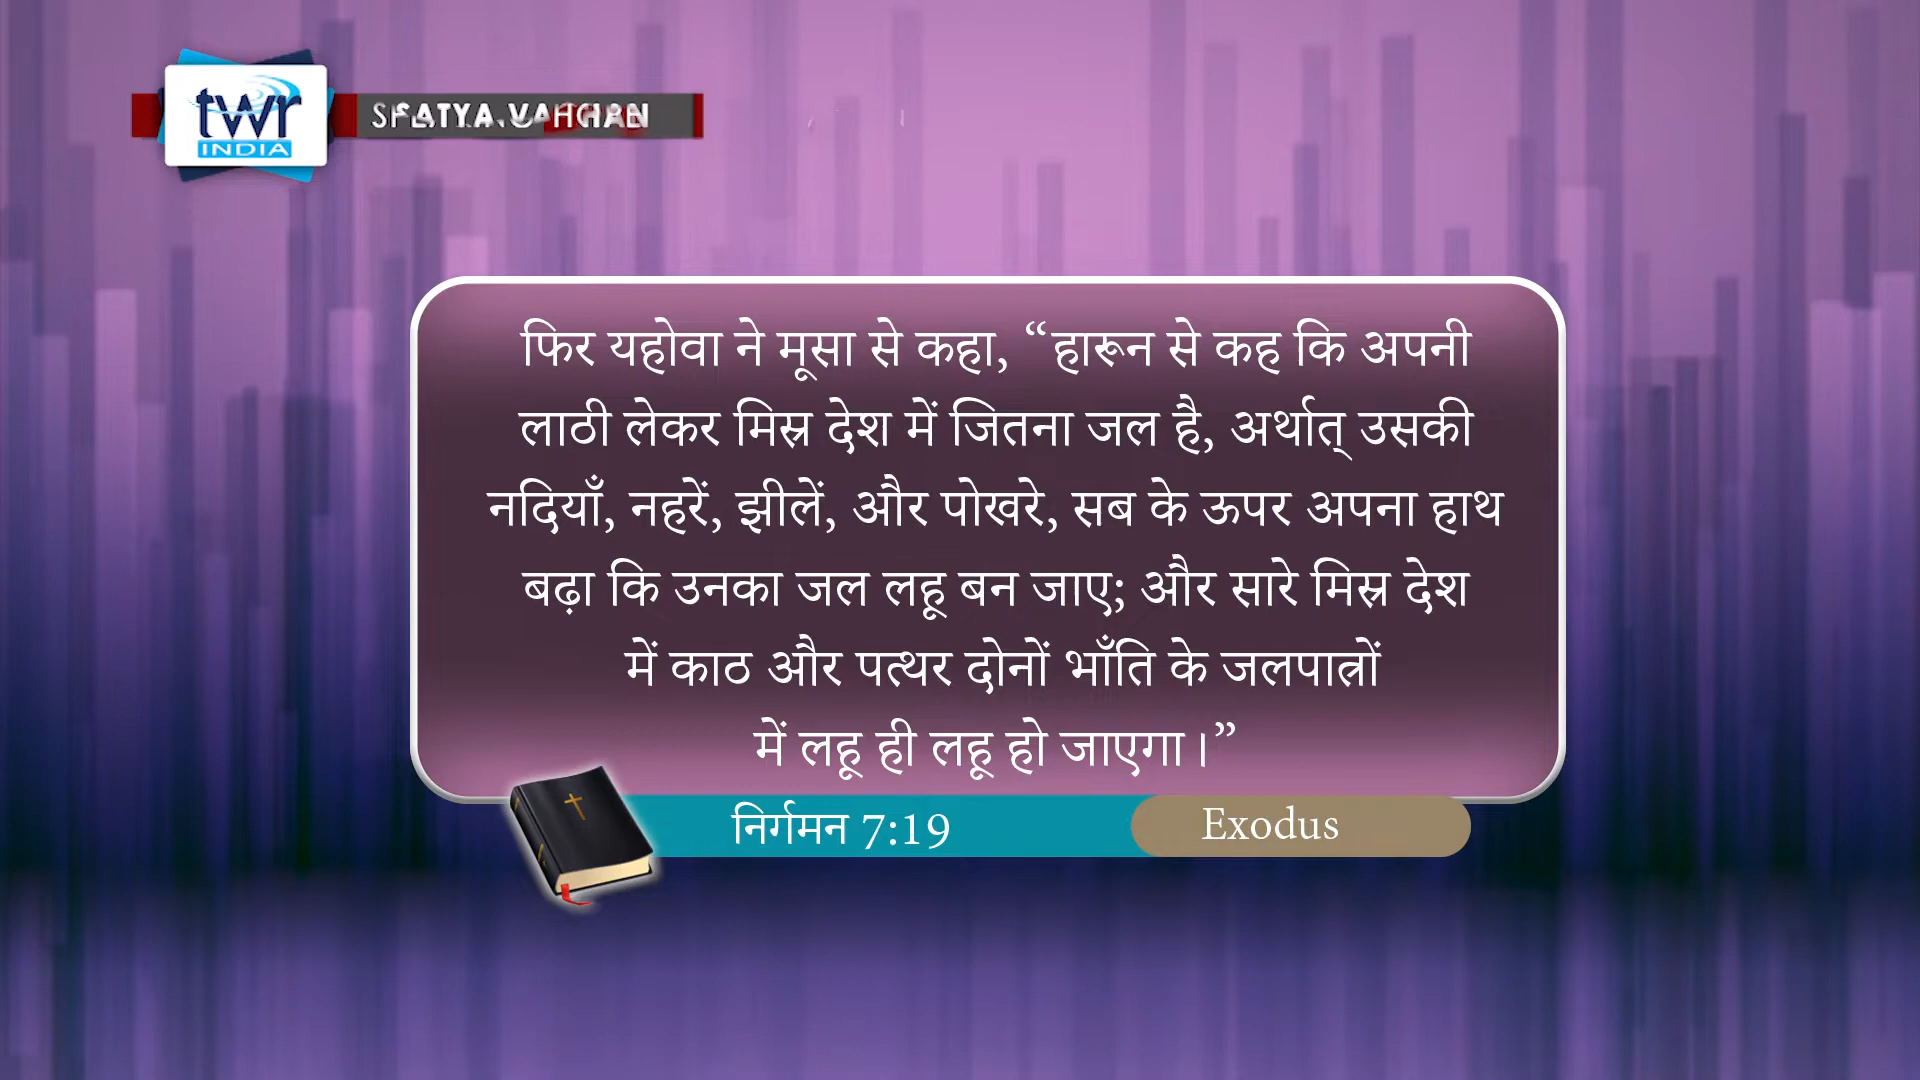 twr
INDIA
फिर यहोवा ने मूसा से कहा, “हारून से कह कि अपनी
लाठी लेकर मिस्र देश में जितना जल है, अर्थात् उसकी
नदियाँ, नहरें, झीलें, और पोखरे, सब के ऊपर अपना हाथ
बढ़ा कि उनका जल लहू बन जाए; और सारे मिस्र देश
में काठ और पत्थर दोनों भाँति के जलपात्रों
में लहू ही लहू हो जाएगा।”
निर्गमन 7:19
Exodus